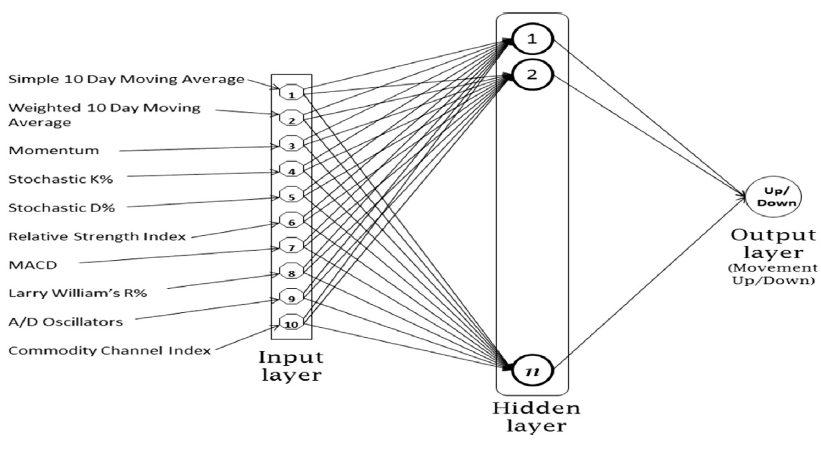 Simple 10 Day Moving Average
Weighted 10 Day Moving
Average
Momentum
Stochastic K%
Stochastic D%
Relative Strength Index
MACD
Larry William's R%
A/D Oscillators
Commodity Channel Index
1
2
3
4
5
6
7
8
9
10
Input
layer
1
2
n
Hidden
layer
Up/
Down
Output
layer
(Movement
Up/Down)